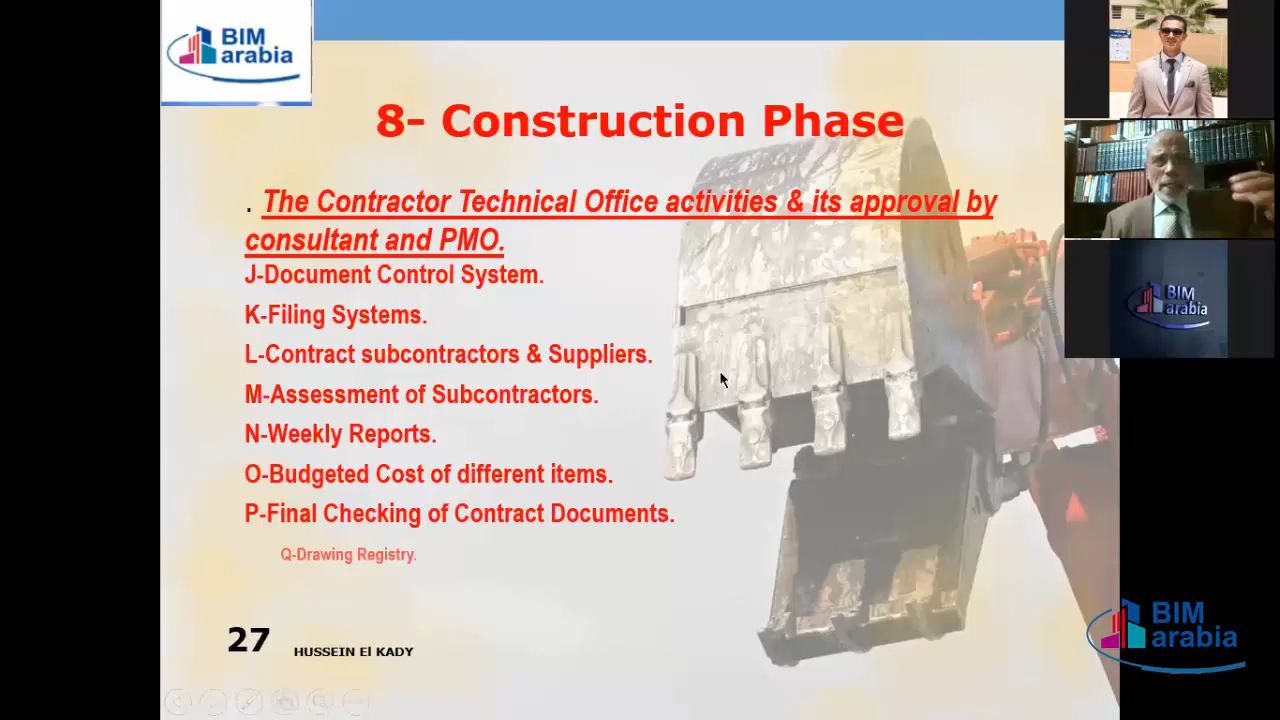 BIM
arabia
8- Construction Phase
. The Contractor Technical Office activities & its approval by
consultant and PMO.
J-Document Control System.
K-Filing Systems.
L-Contract subcontractors & Suppliers.
M-Assessment of Subcontractors.
N-Weekly Reports.
O-Budgeted Cost of different items.
P-Final Checking of Contract Documents.
Q-Drawing Registry.
27
HUSSEIN El KADY
BIM
arabia
BIM
arabia